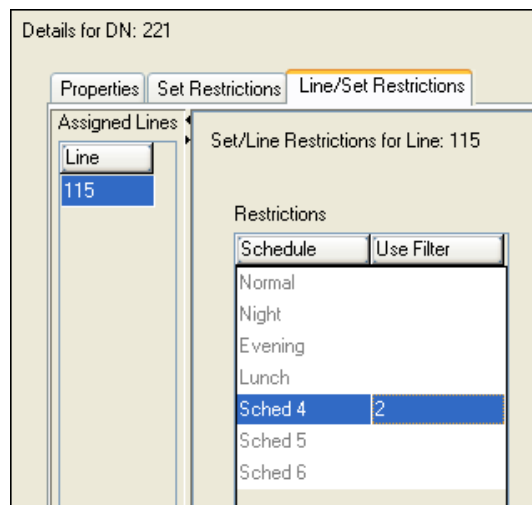 Details for DN: 221
Properties Set Restrictions Line/Set Restrictions
Assigned Lines
Line
115
Set/Line Restrictions for Line: 115
Restrictions
Schedule Use Filter
Normal
Night
Evening
Lunch
Sched 4 2
Sched 5
Sched 6